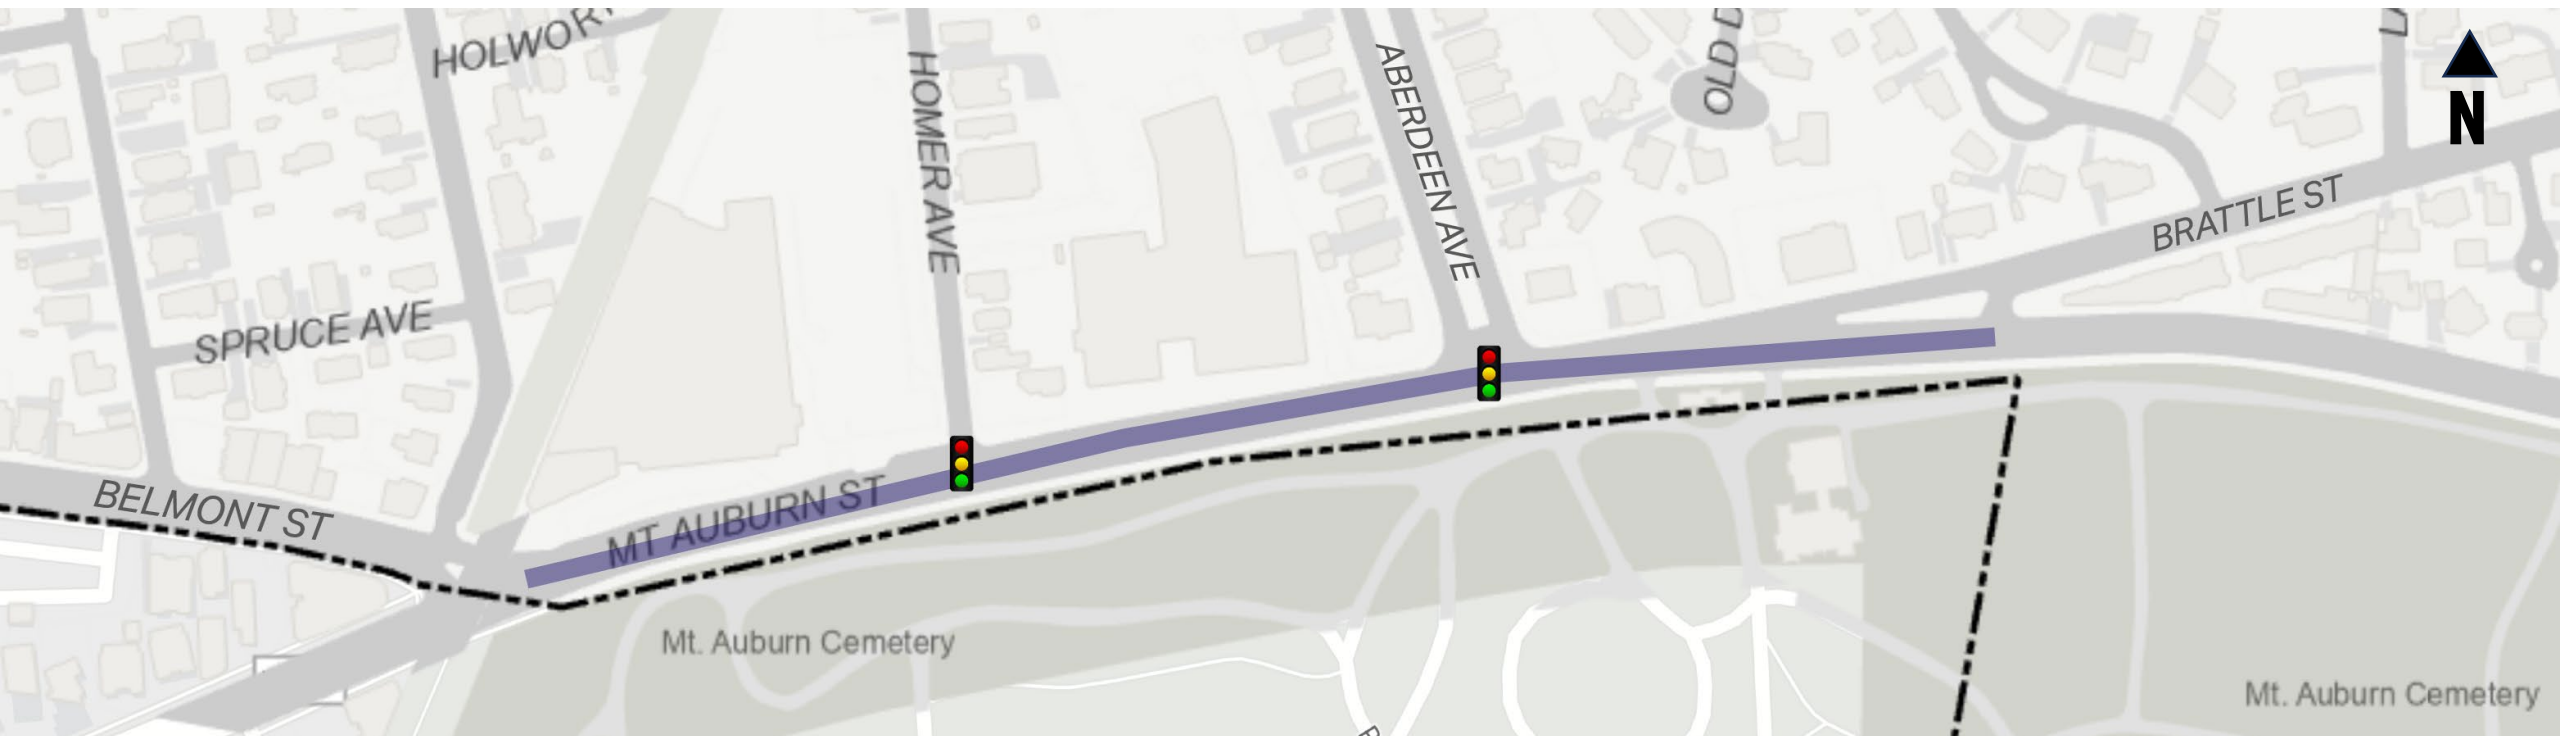 HOLWOR
HOMER AVE
ABERDEEN AVE
OLD D
N
BRATTLE ST
SPRUCE AVE
BELMONT ST
MT AUBURN ST
Mt. Auburn Cemetery
Mt. Auburn Cemetery